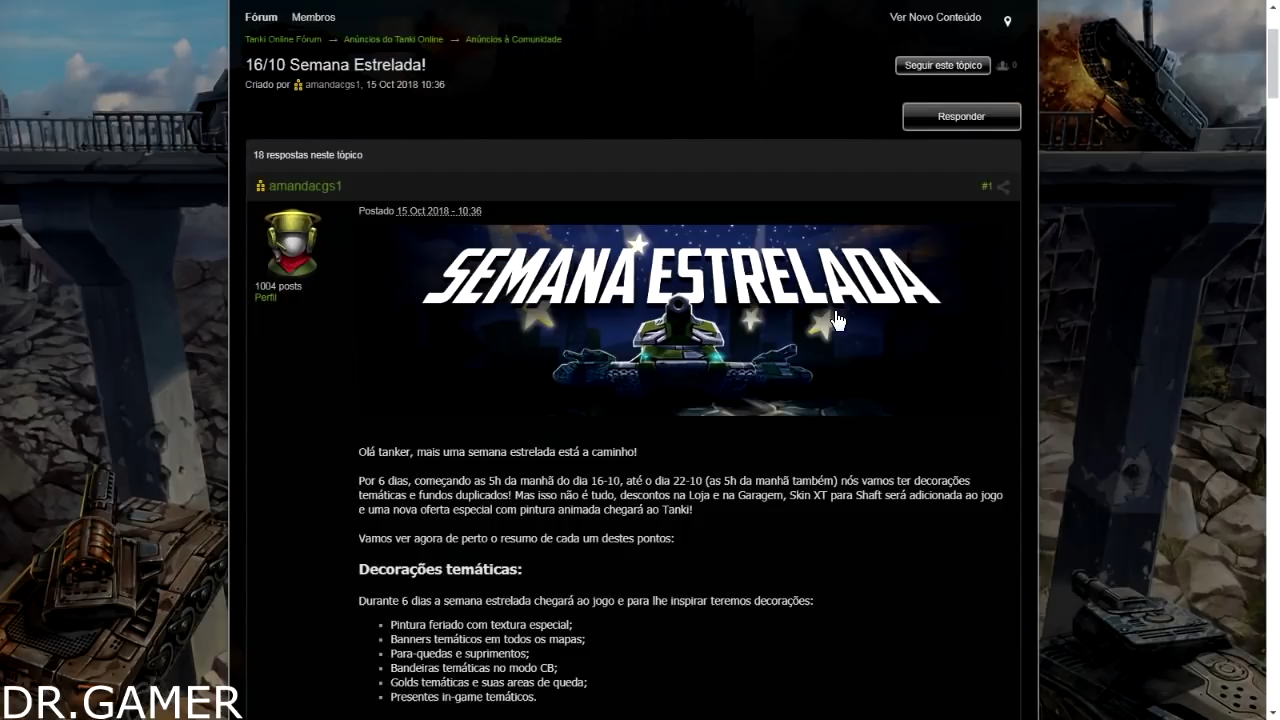 Fórum Membros Ver Novo Conteúdo
Tanki Online Fórum → Anúncios do Tanki Online → Anúncios à Comunidade
16/10 Semana Estrelada! Seguir este tópico 0
Criado por amandacgs1, 15 Oct 2018 10:36
Responder
18 respostas neste tópico
amandacgs1 #1
Postado 15 Oct 2018 - 10:36
SEMANA ESTRELADA
1004 posts
Perfil
Olá tanker, mais uma semana estrelada está a caminho!
Por 6 dias, começando as 5h da manhã do dia 16-10, até o dia 22-10 (as 5h da manhã também) nós vamos ter decorações
temáticas e fundos duplicados! Mas isso não é tudo, descontos na Loja e na Garagem, Skin XT para Shaft será adicionada ao jogo
e uma nova oferta especial com pintura animada chegará ao Tanki!
Vamos ver agora de perto o resumo de cada um destes pontos:
Decorações temáticas:
Durante 6 dias a semana estrelada chegará ao jogo e para lhe inspirar teremos decorações:
▪ Pintura feriado com textura especial;
▪ Banners temáticos em todos os mapas;
▪ Para-quedas e suprimentos;
▪ Bandeiras temáticas no modo CB;
▪ Golds temáticas e suas areas de queda;
▪ Presentes in-game temáticos.
DR.GAMER